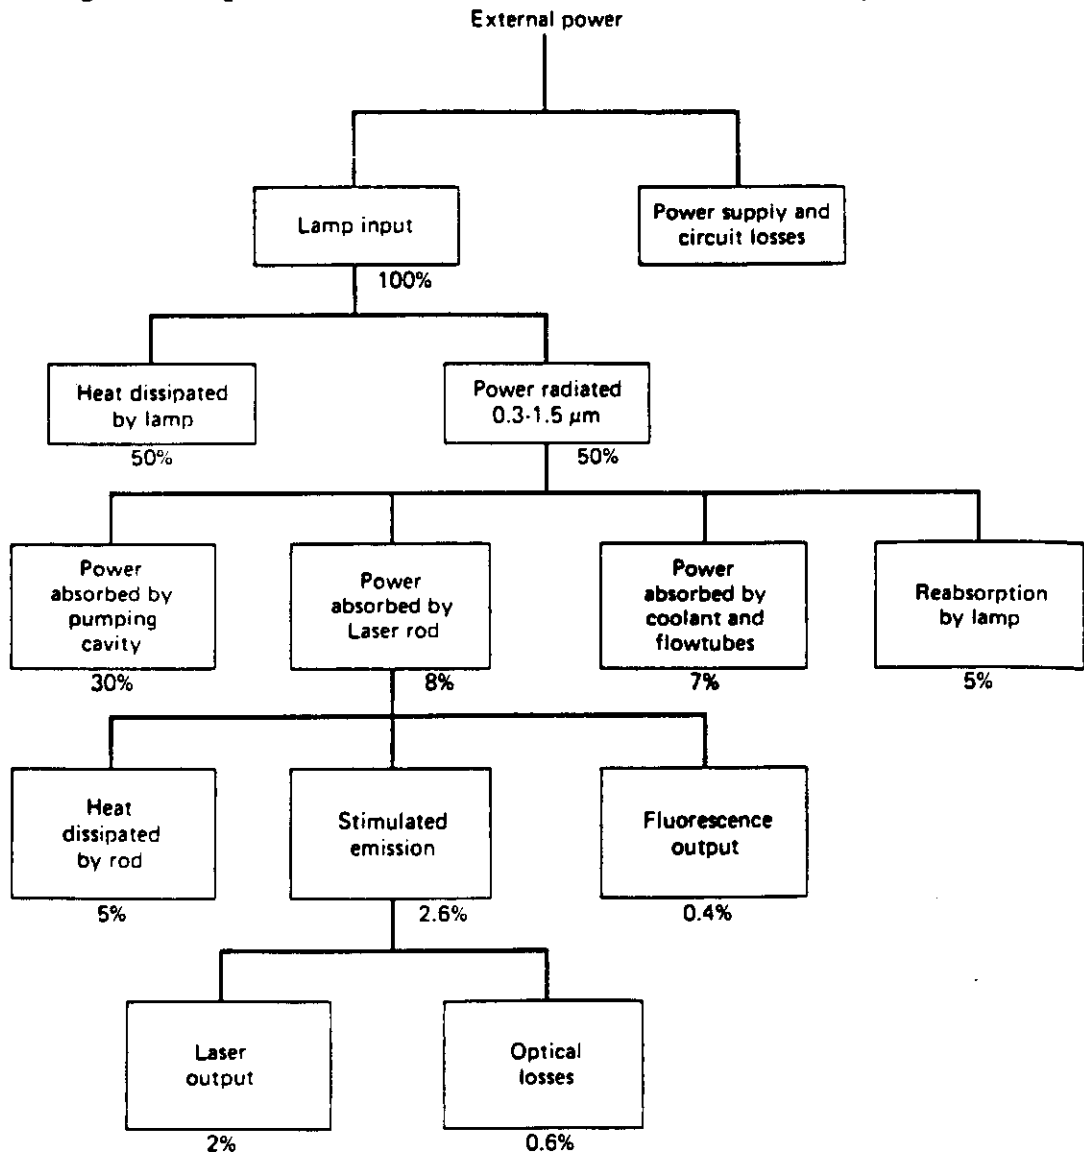 External power
Lamp input
Power supply and
circuit losses
100%
Heat dissipated
by lamp
Power radiated
0.3-1.5 µm
50%
50%
Power
absorbed by
pumping
cavity
Power
absorbed by
Laser rod
Power
absorbed by
coolant and
flowtubes
Reabsorption
by lamp
30%
8%
7%
5%
Heat
dissipated
by rod
Stimulated
emission
Fluorescence
output
5%
2.6%
0.4%
Laser
output
Optical
losses
2%
0.6%